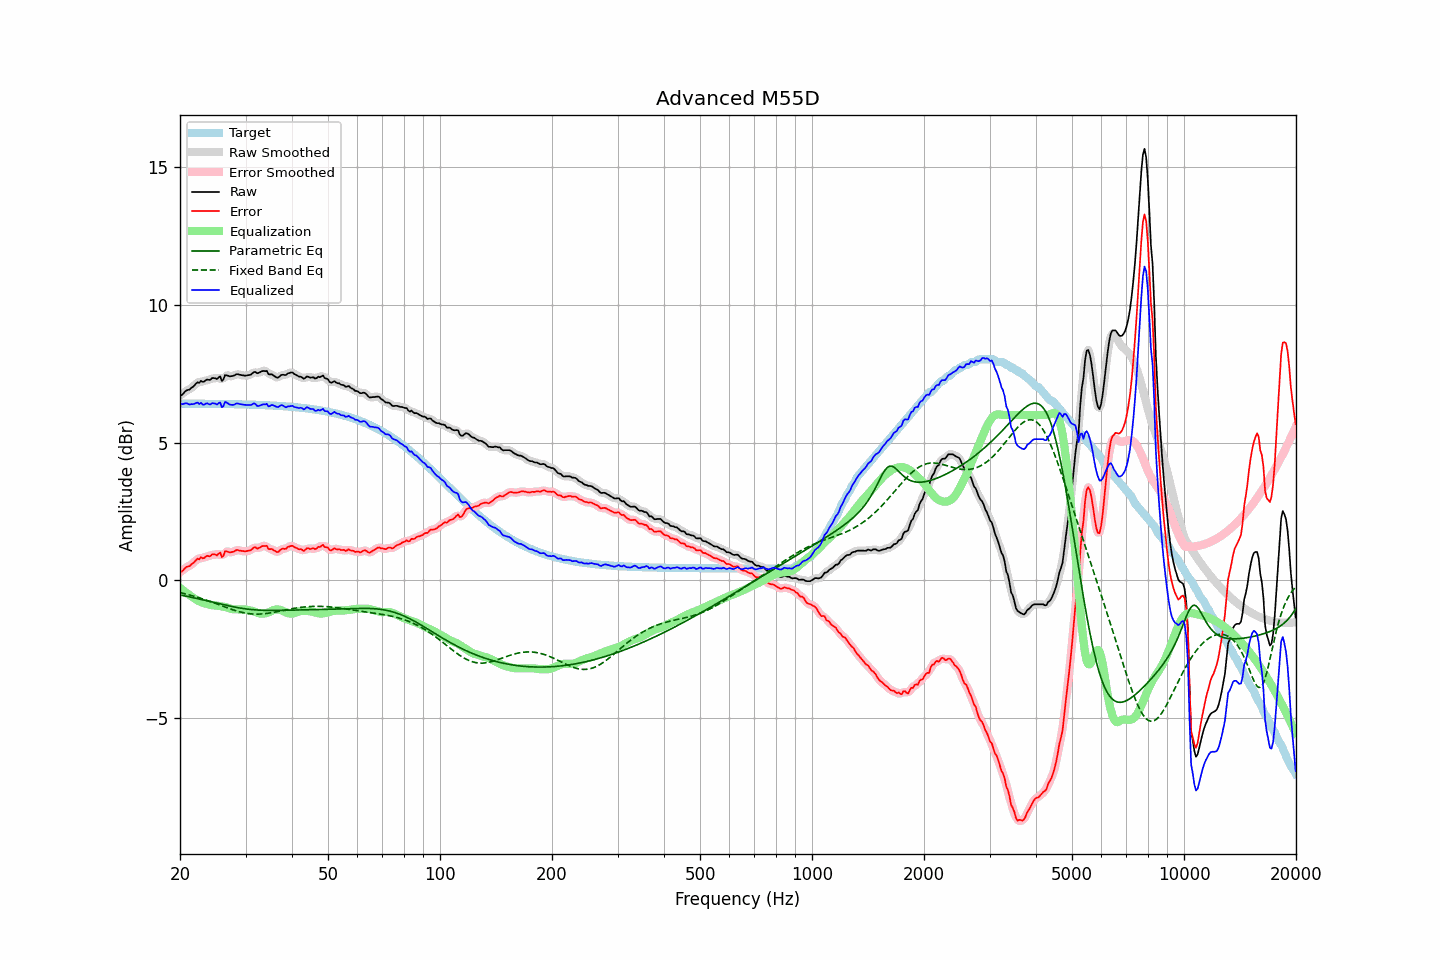 Advanced M55D
Target
Raw Smoothed
Error Smoothed
Raw
Error
Equalization
Parametric Eq
Fixed Band Eq
Equalized
15
10
5
0
−5
Amplitude (dBr)
20 50 100 200 500 1000 2000 5000 10000 20000
Frequency (Hz)